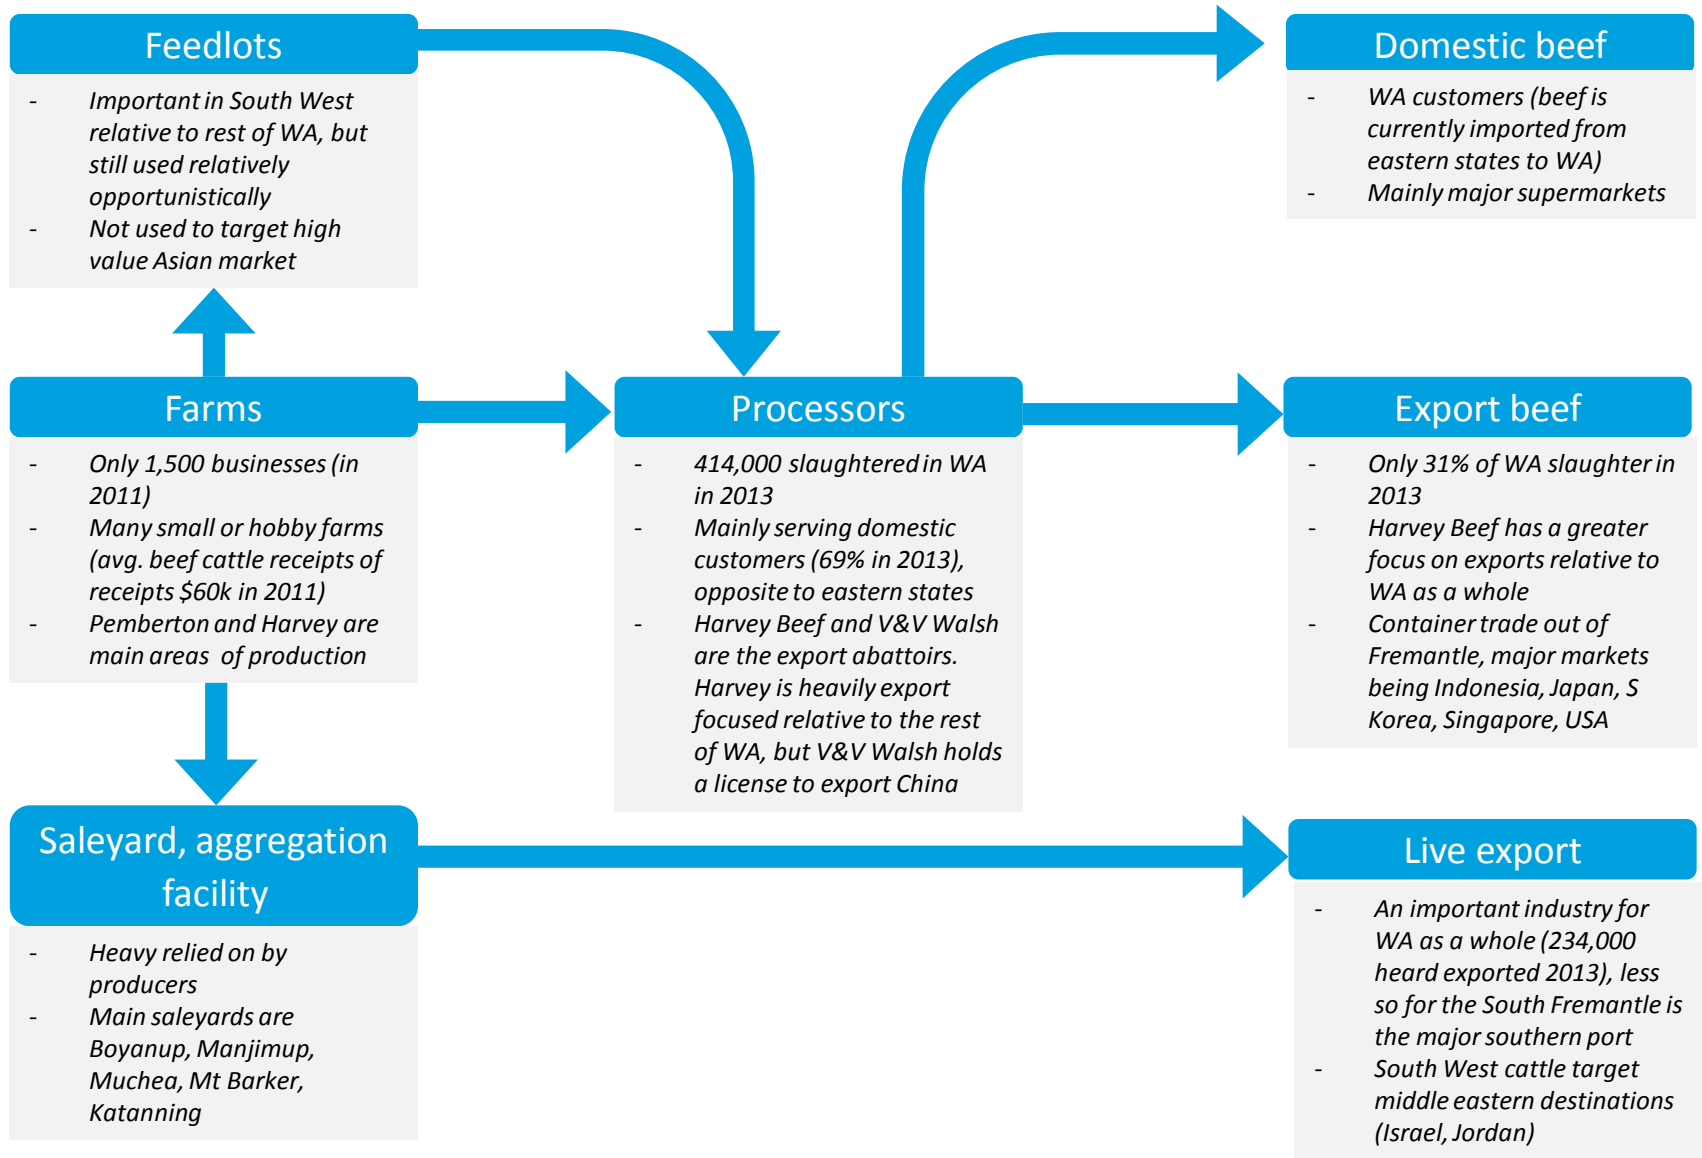 Feedlots
- Important in South West
relative to rest of WA, but
still used relatively
opportunistically
- Not used to target high
value Asian market
Domestic beef
- WA customers (beef is
currently imported from
eastern states to WA)
- Mainly major supermarkets
Farms
- Only 1,500 businesses (in
2011)
- Many small or hobby farms
(avg. beef cattle receipts of
receipts $60k in 2011)
- Pemberton and Harvey are
main areas of production
Processors
- 414,000 slaughtered in WA
in 2013
- Mainly serving domestic
customers (69% in 2013),
opposite to eastern states
- Harvey Beef and V&V Walsh
are the export abattoirs.
Harvey is heavily export
focused relative to the rest
of WA, but V&V Walsh holds
a license to export China
Export beef
- Only 31% of WA slaughter in
2013
- Harvey Beef has a greater
focus on exports relative to
WA as a whole
- Container trade out of
Fremantle, major markets
being Indonesia, Japan, S
Korea, Singapore, USA
Saleyard, aggregation
facility
- Heavy relied on by
producers
- Main saleyards are
Boyanup, Manjimup,
Muchea, Mt Barker,
Katanning
Live export
- An important industry for
WA as a whole (234,000
heard exported 2013), less
so for the South Fremantle is
the major southern port
- South West cattle target
middle eastern destinations
(Israel, Jordan)